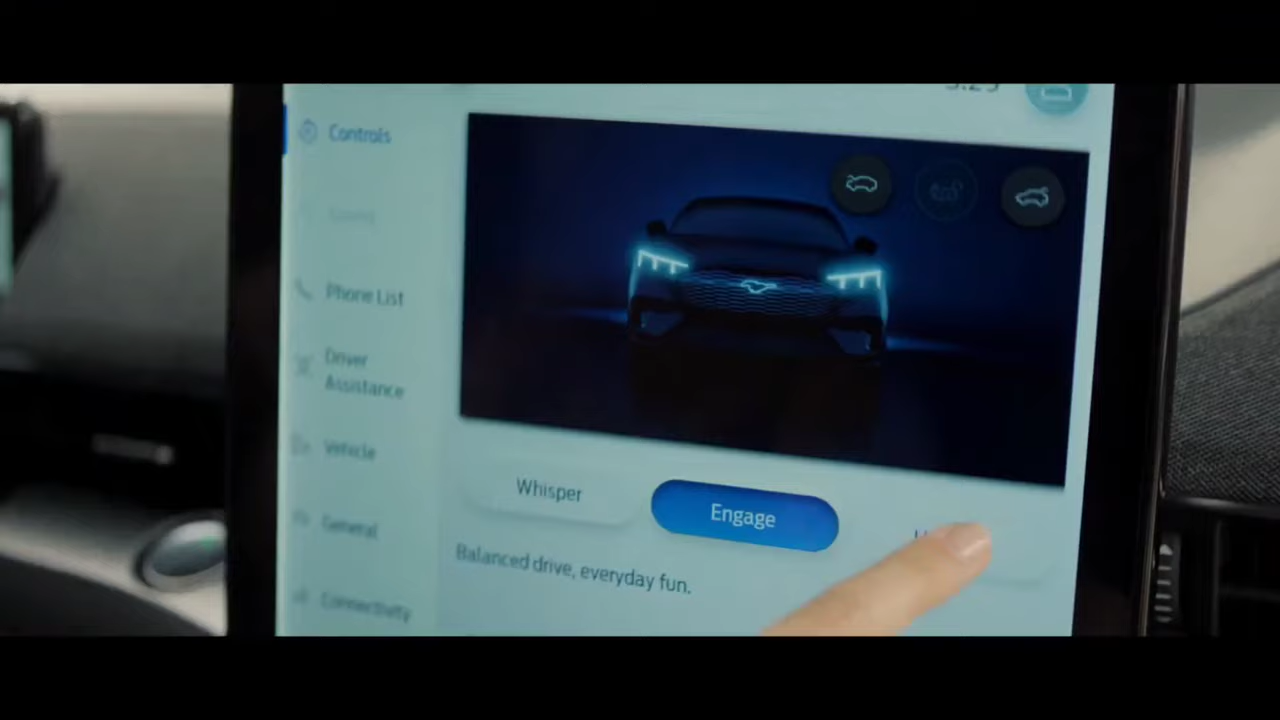 Controls
Phone List
Driver
Assistance
Vehicle
General
Connectivity
Whisper
Engage
Balanced drive, everyday fun.